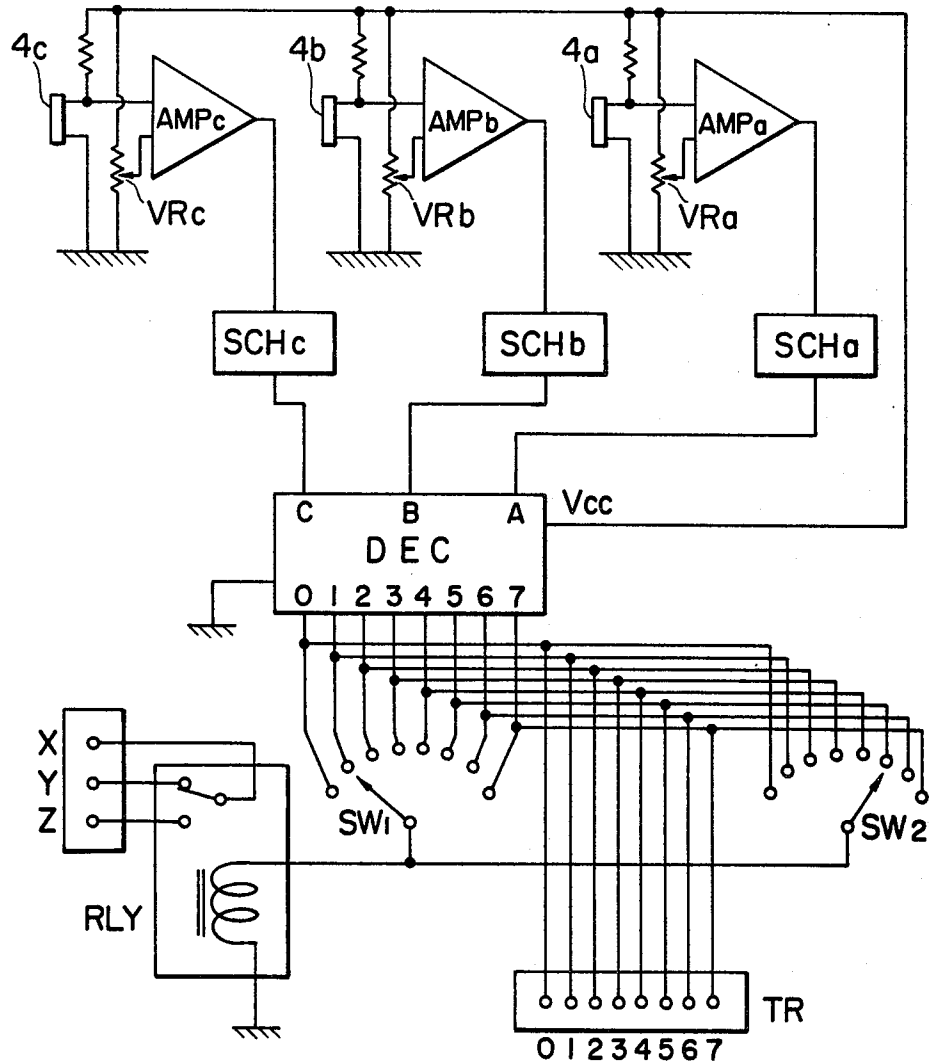 4c
4b
4a
AMPc
AMPb
AMPa
VRc
VRb
VRa
SCHc
SCHb
SCHa
C B A
Vcc
DEC
0 1 2 3 4 5 6 7
X
Y
Z
SW1
SW2
RLY
TR
0 1 2 3 4 5 6 7